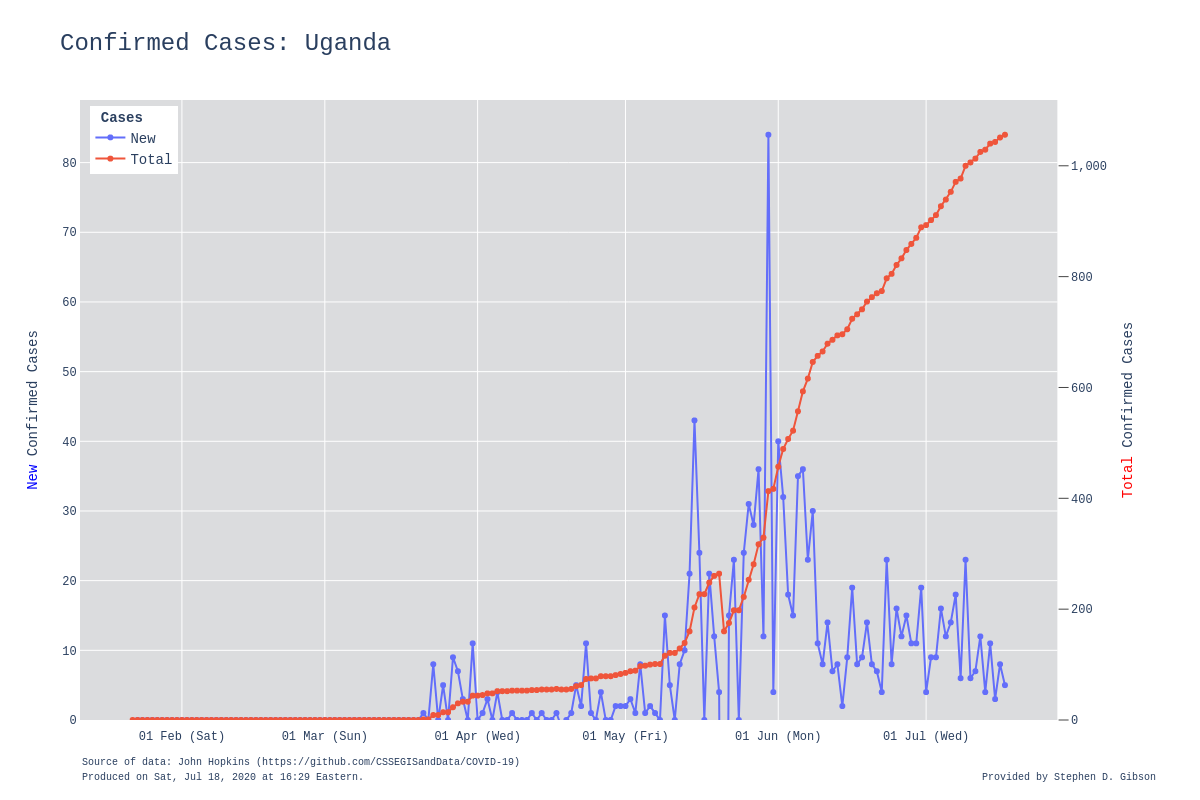 Confirmed Cases: Uganda
Cases
New
Total
80
70
60
50
40
30
20
10
0
New Confirmed Cases
1,000
800
600
400
200
0
Total Confirmed Cases
01 Feb (Sat) 01 Mar (Sun) 01 Apr (Wed) 01 May (Fri) 01 Jun (Mon) 01 Jul (Wed)
Source of data: John Hopkins (https://github.com/CSSEGISandData/COVID-19)
Produced on Sat, Jul 18, 2020 at 16:29 Eastern.
Provided by Stephen D. Gibson